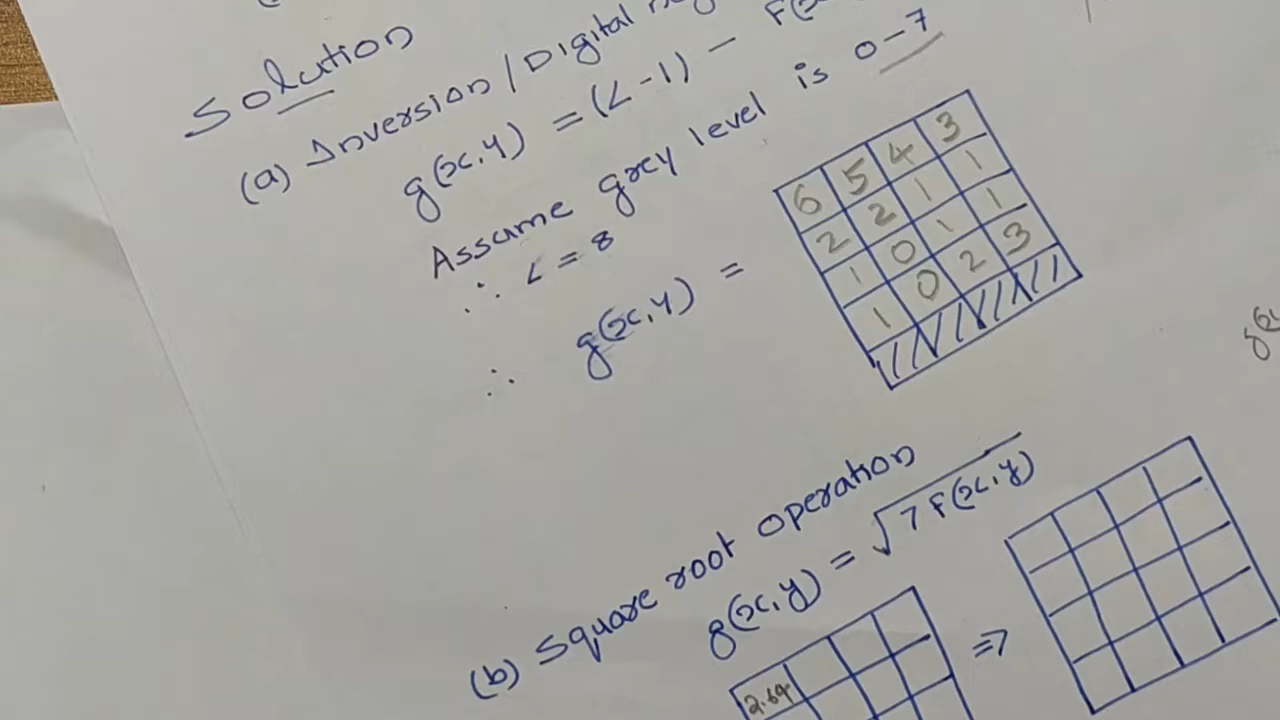 Solution
(a) Inversion / Digital
g(x,y) = (L-1) -
Assume grey level is 0-7
∴ L = 8
∴ g(x,y) =
6 5 4 3
2 2 1 1
1 0 1 1
1 0 2 3
(b) Square root operation
g(x,y) = √7F(x,y)
2.64
⇒